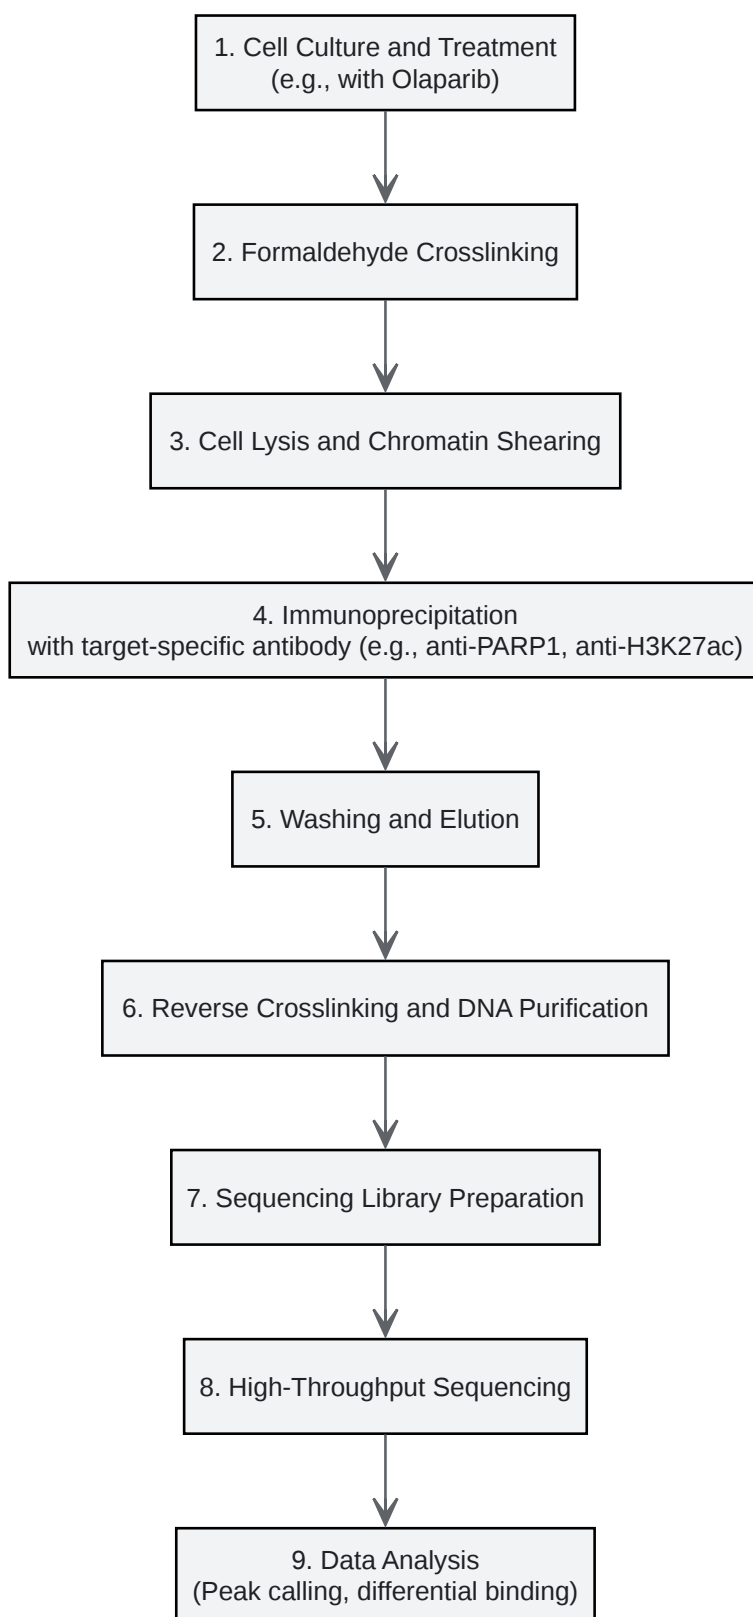 1. Cell Culture and Treatment
(e.g., with Olaparib)
2. Formaldehyde Crosslinking
3. Cell Lysis and Chromatin Shearing
4. Immunoprecipitation
with target-specific antibody (e.g., anti-PARP1, anti-H3K27ac)
5. Washing and Elution
6. Reverse Crosslinking and DNA Purification
7. Sequencing Library Preparation
8. High-Throughput Sequencing
9. Data Analysis
(Peak calling, differential binding)